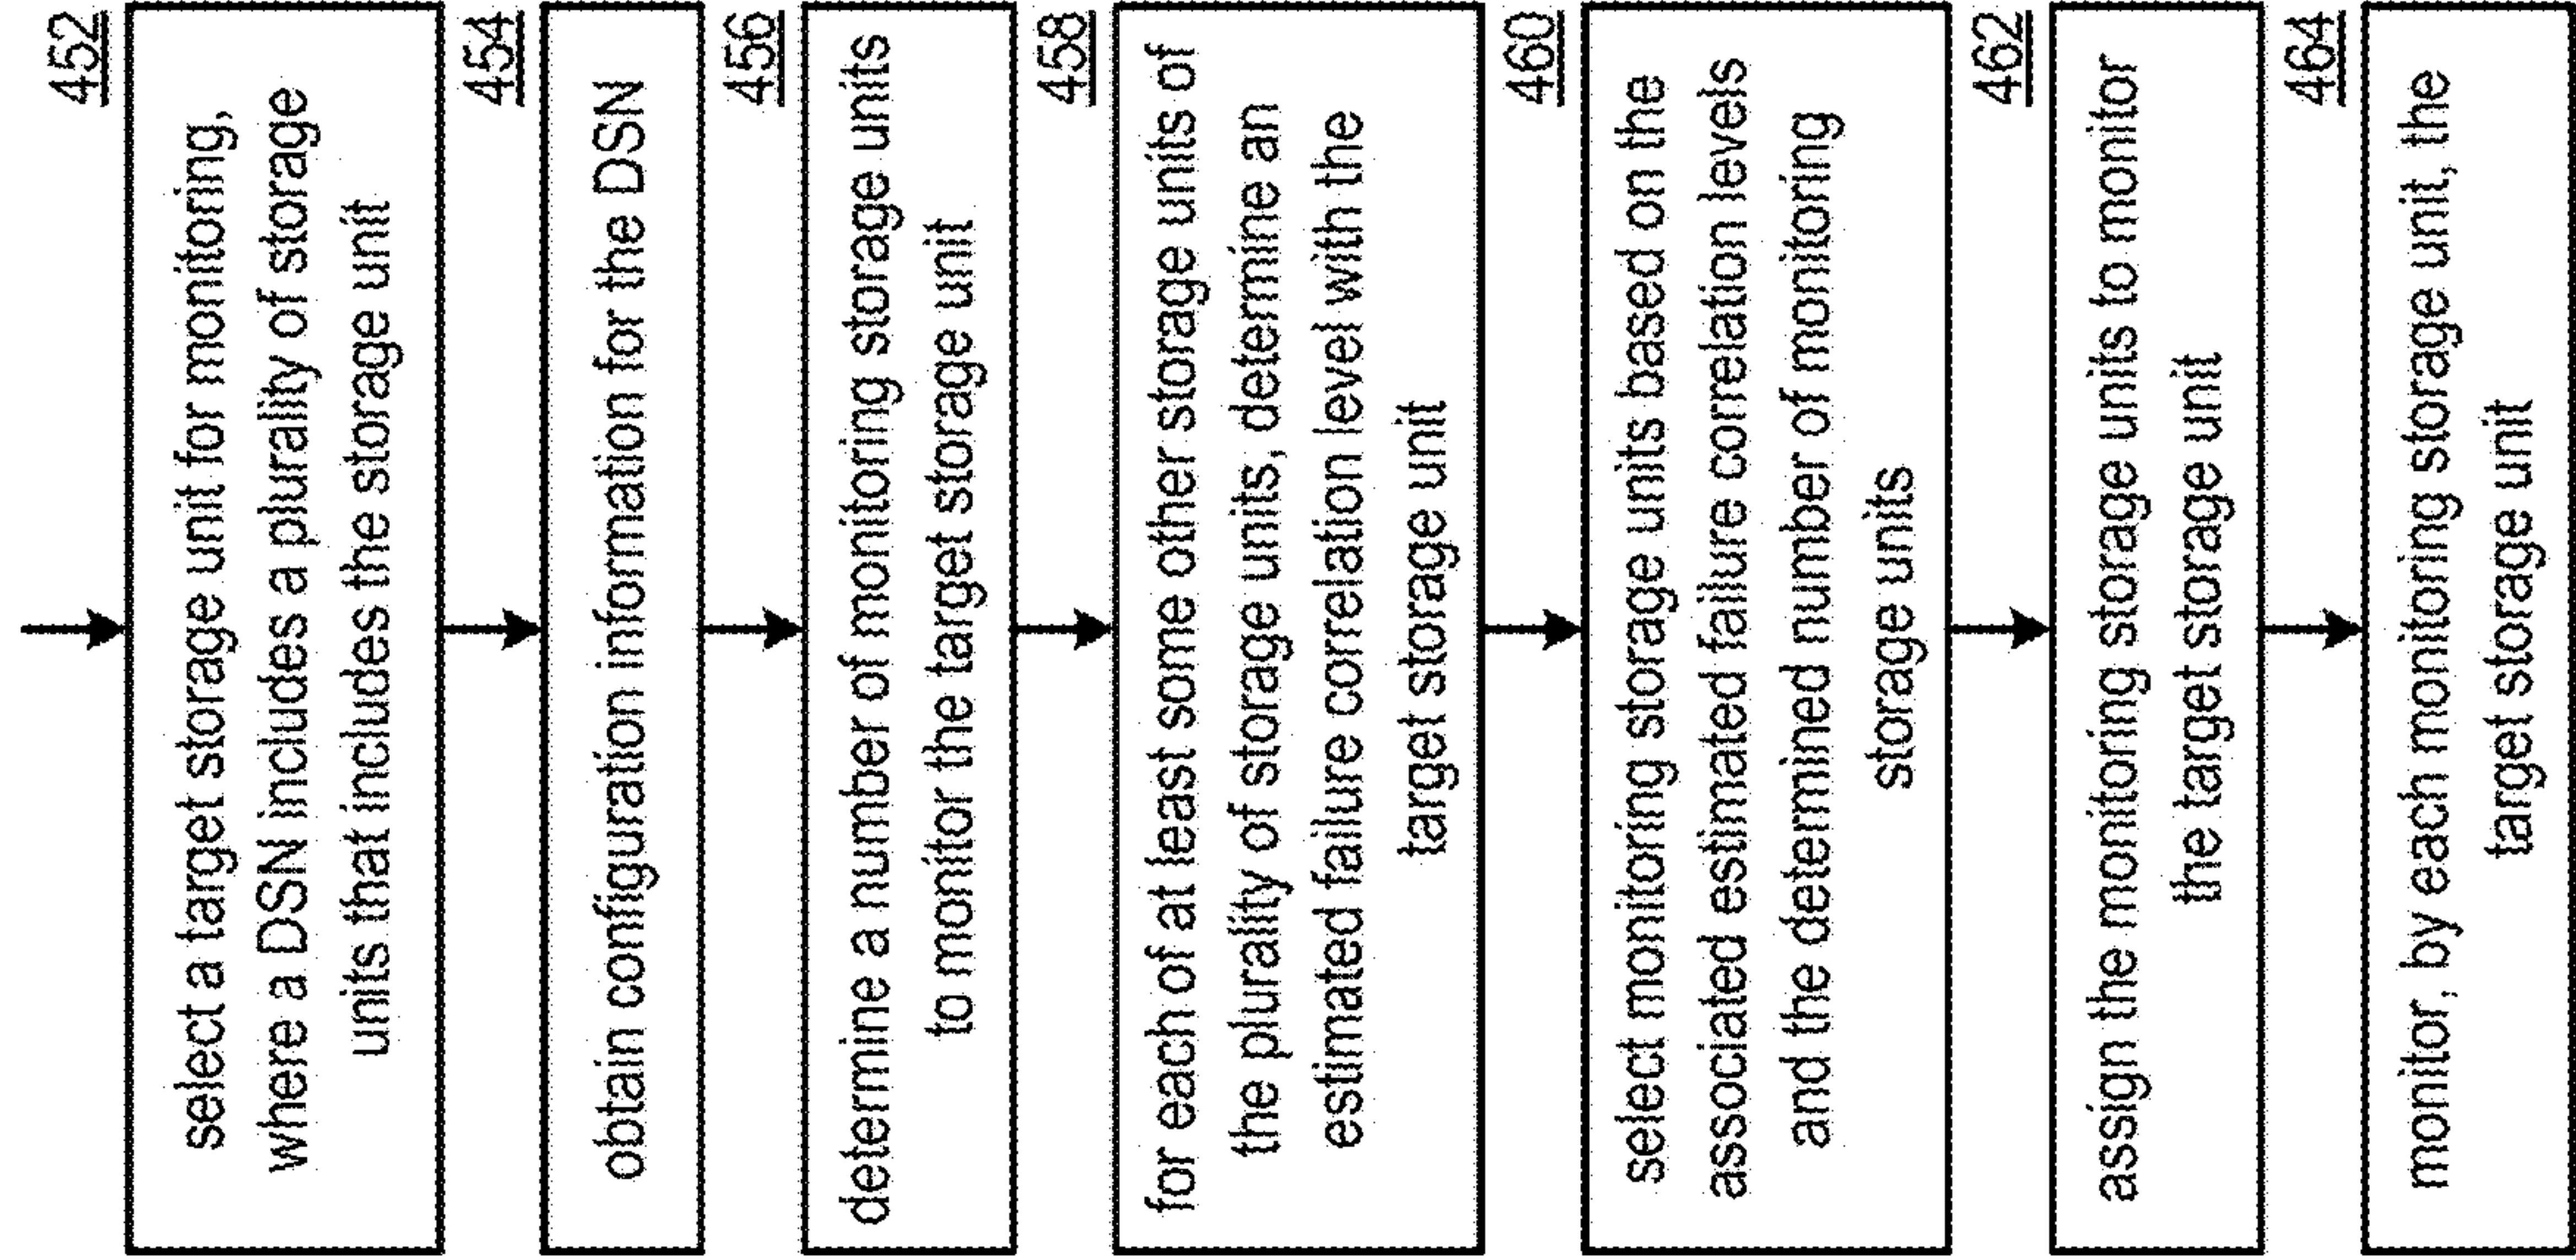 452
select a target storage unit for monitoring,
where a DSN includes a plurality of storage
units that includes the storage unit
454
obtain configuration information for the DSN
456
determine a number of monitoring storage units
to monitor the target storage unit
458
for each of at least some other storage units of
the plurality of storage units, determine an
estimated failure correlation level with the
target storage unit
460
select monitoring storage units based on the
associated estimated failure correlation levels
and the determined number of monitoring
storage units
462
assign the monitoring storage units to monitor
the target storage unit
464
monitor, by each monitoring storage unit, the
target storage unit